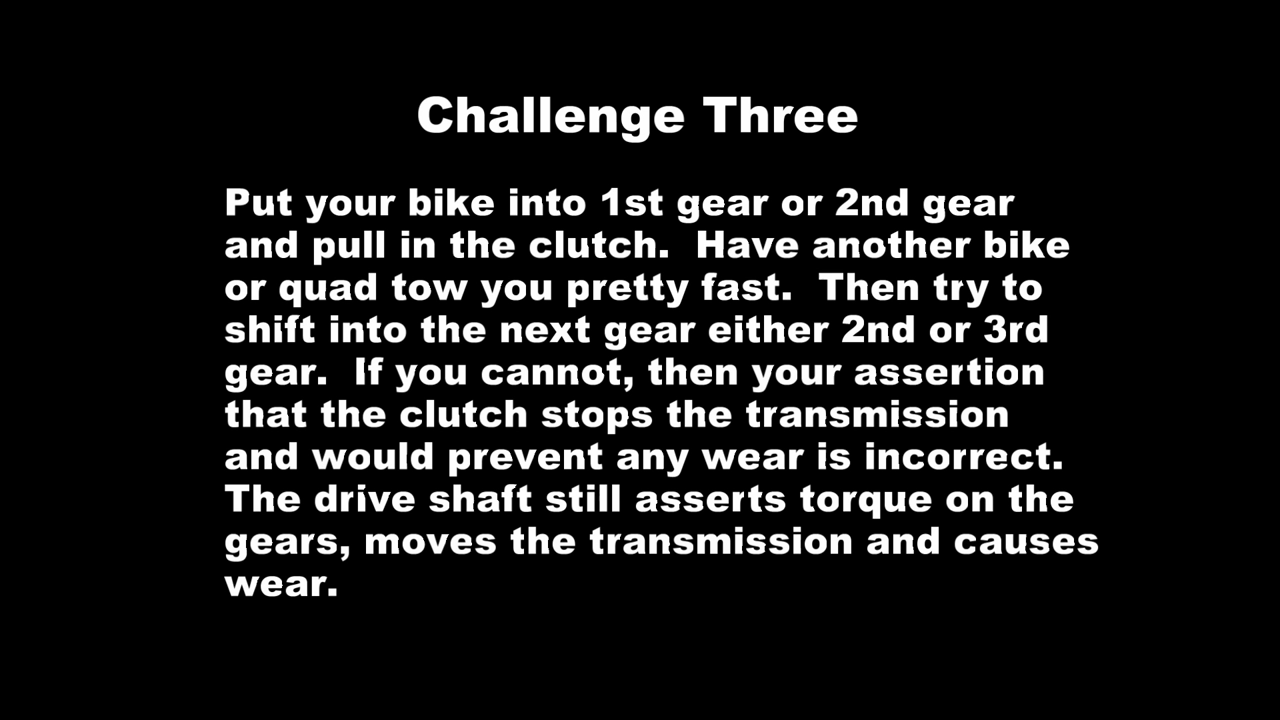 Challenge Three
Put your bike into 1st gear or 2nd gear
and pull in the clutch.  Have another bike
or quad tow you pretty fast.  Then try to
shift into the next gear either 2nd or 3rd
gear.  If you cannot, then your assertion
that the clutch stops the transmission
and would prevent any wear is incorrect.
The drive shaft still asserts torque on the
gears, moves the transmission and causes
wear.